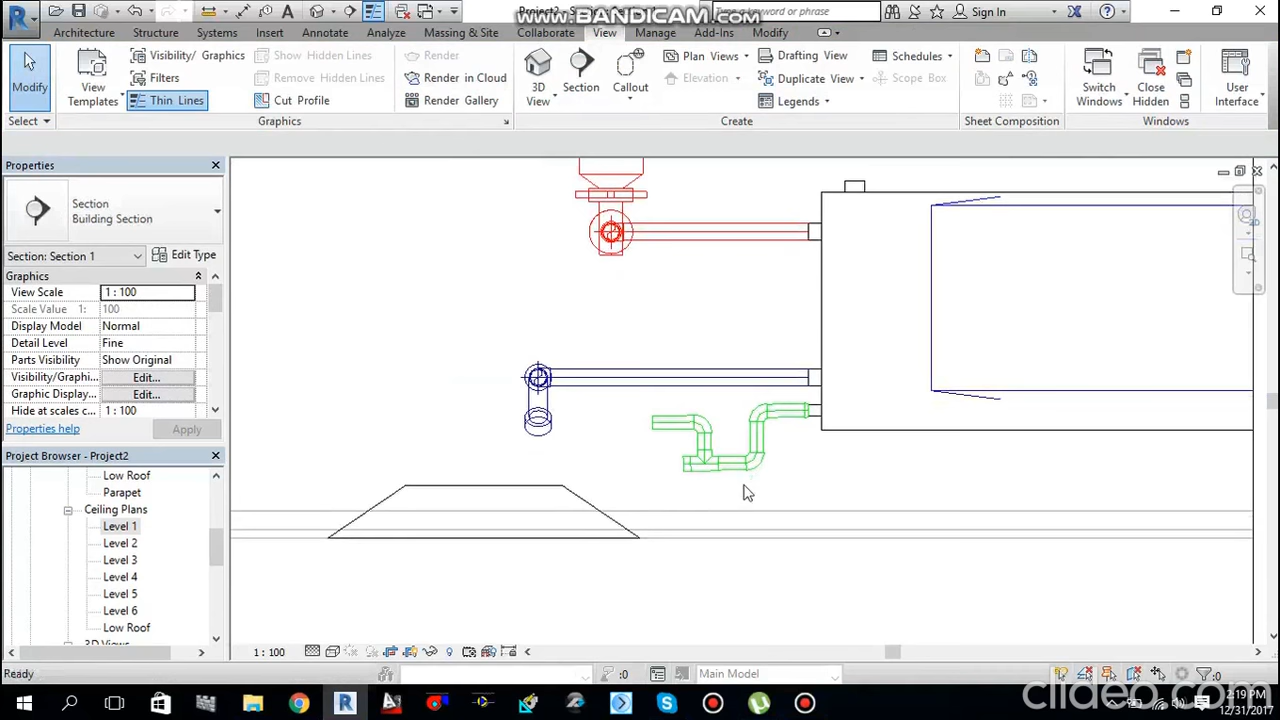 Project2 -
www.BANDICAM.com
or phrase
Sign In
Architecture Structure Systems Insert Annotate Analyze Massing & Site Collaborate View Manage Add-Ins Modify
Modify
View Templates
Visibility/ Graphics
Filters
Thin Lines
Show Hidden Lines
Remove Hidden Lines
Cut Profile
Render
Render in Cloud
Render Gallery
3D View
Section
Callout
Plan Views
Elevation
Drafting View
Duplicate View
Legends
Schedules
Scope Box
Switch Windows
Close Hidden
User Interface
Select Graphics Create Sheet Composition Windows
Properties
Section
Building Section
Section: Section 1 Edit Type
Graphics
View Scale 1 : 100
Scale Value 1: 100
Display Model Normal
Detail Level Fine
Parts Visibility Show Original
Visibility/Graphi... Edit...
Graphic Display... Edit...
Hide at scales c... 1 : 100
Properties help Apply
Project Browser - Project2
Low Roof
Parapet
Ceiling Plans
Level 1
Level 2
Level 3
Level 4
Level 5
Level 6
Low Roof
3D Views
1 : 100
Ready :0 Main Model :0
2:19 PM
12/31/2017
clideo.com